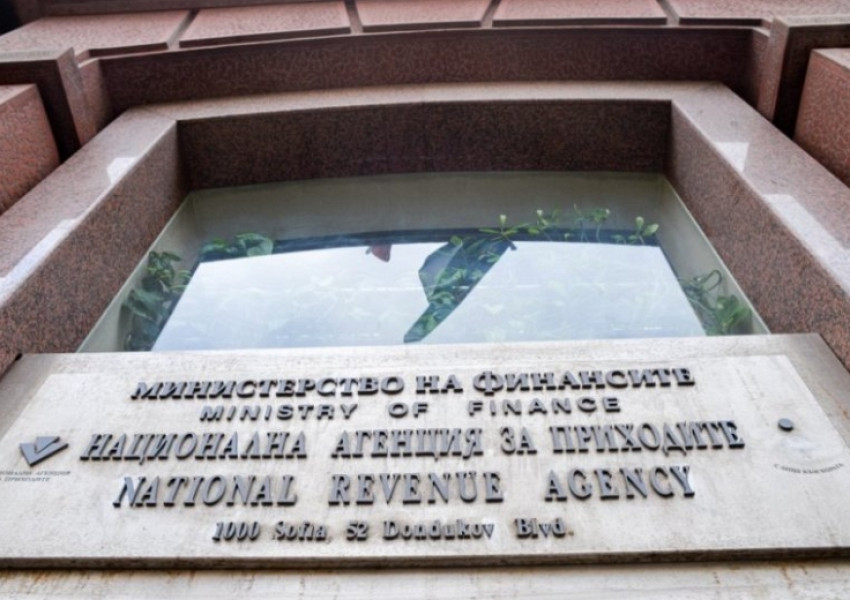 МИНИСТЕРСТВО НА ФИНАНСИТЕ
MINISTRY OF FINANCE
НАЦИОНАЛНА АГЕНЦИЯ ЗА ПРИХОДИТЕ
NATIONAL REVENUE AGENCY
1000 Sofia, 52 Dondukov Blvd.